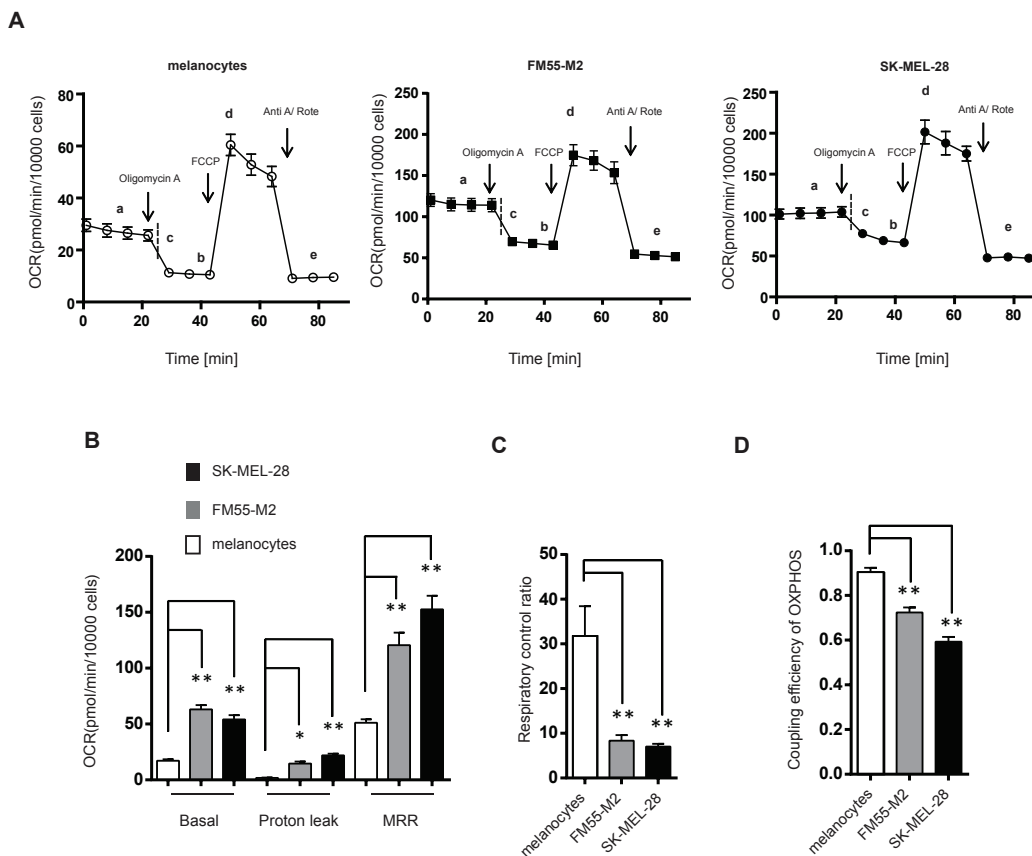 A
melanocytes
OCR(pmol/min/10000 cells)
80
60
40
20
0
0 20 40 60 80
Time [min]
a
Oligomycin A
c
b
FCCP
d
Anti A/ Rote
e
FM55-M2
OCR(pmol/min/10000 cells)
250
200
150
100
50
0
0 20 40 60 80
Time [min]
a
Oligomycin A
c
b
FCCP
d
Anti A/ Rote
e
SK-MEL-28
OCR(pmol/min/10000 cells)
250
200
150
100
50
0
0 20 40 60 80
Time [min]
a
Oligomycin A
c
b
FCCP
d
Anti A/ Rote
e
B
SK-MEL-28
FM55-M2
melanocytes
OCR(pmol/min/10000 cells)
200
150
100
50
0
**
**
*
**
**
**
Basal
Proton leak
MRR
C
Respiratory control ratio
50
40
30
20
10
0
**
**
melanocytes
FM55-M2
SK-MEL-28
D
Coupling efficiency of OXPHOS
1.0
0.8
0.6
0.4
0.2
0.0
**
**
melanocytes
FM55-M2
SK-MEL-28